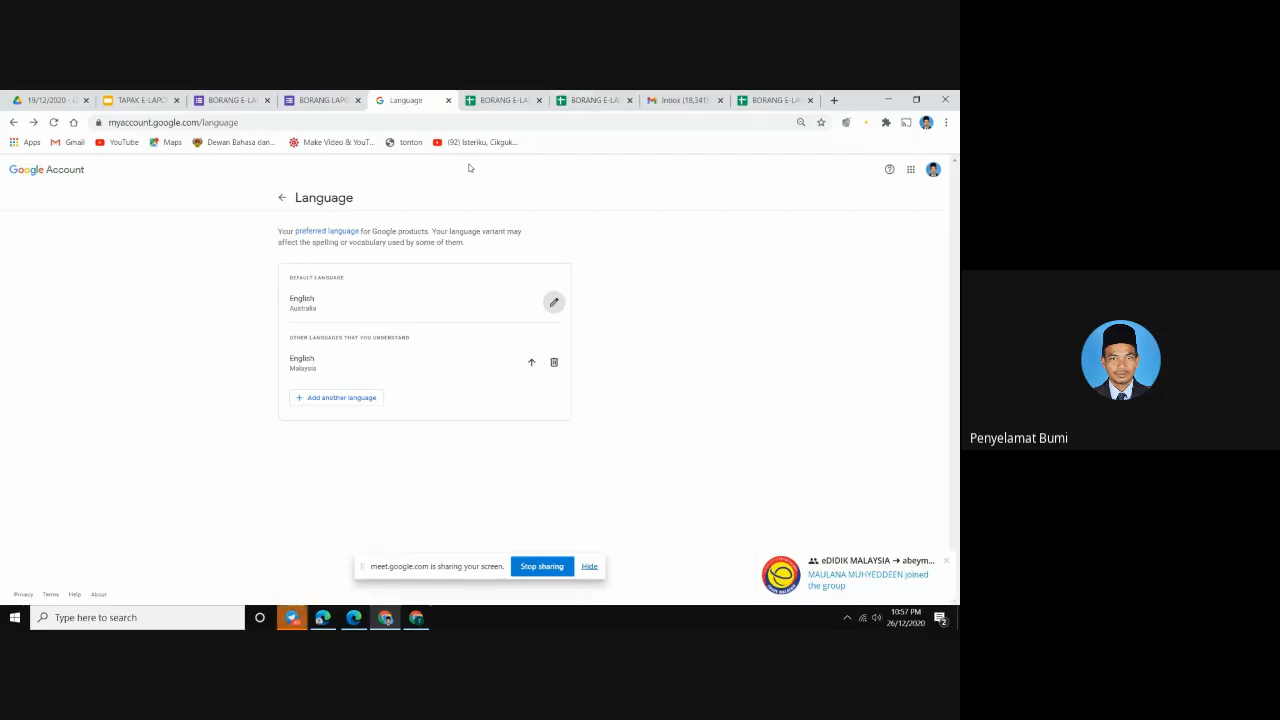 19/12/2020 - (
TAPAK E-LAPO
BORANG E-LA
BORANG LAPO
Language
BORANG E-LA
BORANG E-LA
Inbox (18,341)
BORANG E-LA
myaccount.google.com/language
Apps
Gmail
YouTube
Maps
Dewan Bahasa dan...
Make Video & YouT...
tonton
(92) Isteriku, Cikguk...
Google Account
Language
Your preferred language for Google products. Your language variant may
affect the spelling or vocabulary used by some of them.
DEFAULT LANGUAGE
English
Australia
OTHER LANGUAGES THAT YOU UNDERSTAND
English
Malaysia
+ Add another language
Penyelamat Bumi
meet.google.com is sharing your screen.
Stop sharing
Hide
eDIDIK MALAYSIA ➔ abeym...
MAULANA MUHYEDDEEN joined
the group
Privacy
Terms
Help
About
Type here to search
10:57 PM
26/12/2020
2